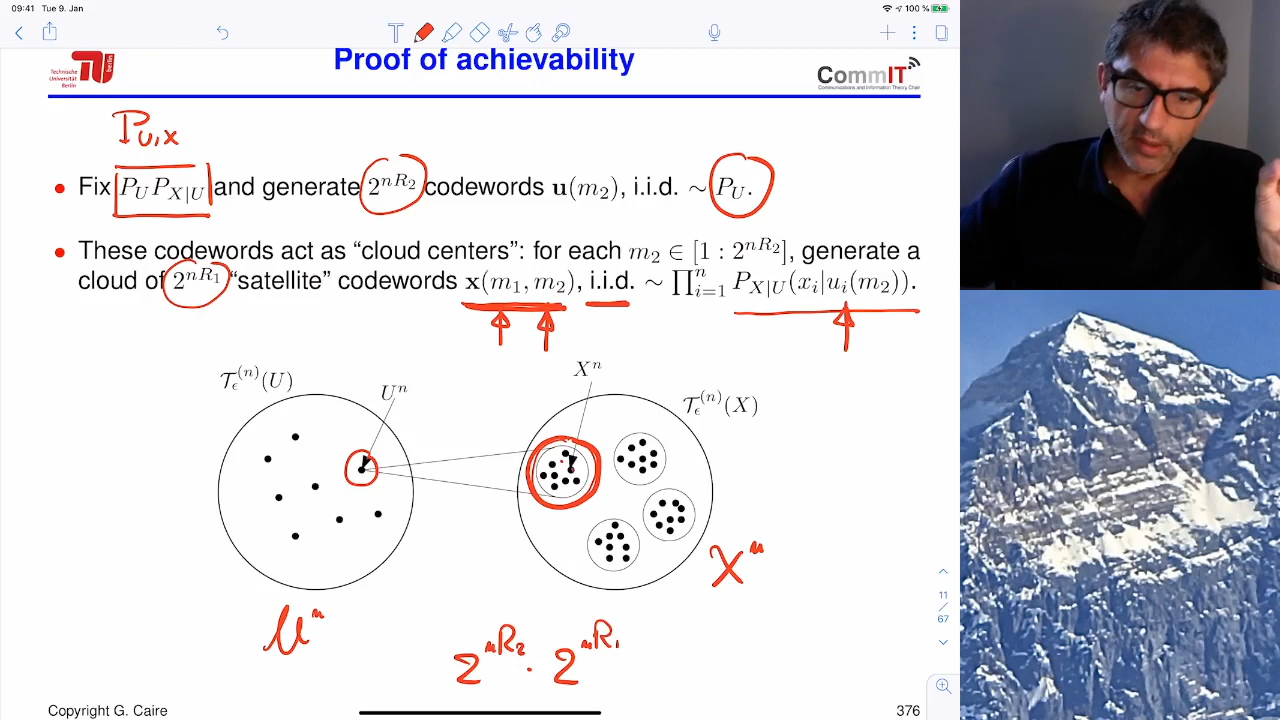 09:41 Tue 9. Jan
100 %
Technische
Universität
Berlin
berlin
Proof of achievability
CommIT
Communications and Information Theory Chair
P_{U,X}
• Fix P_U P_{X|U} and generate 2^{nR_2} codewords u(m_2), i.i.d. ∼ P_U.
• These codewords act as “cloud centers”: for each m_2 ∈ [1 : 2^{nR_2}], generate a
cloud of 2^{nR_1} “satellite” codewords x(m_1, m_2), i.i.d. ∼ ∏_{i=1}^{n} P_{X|U}(x_i|u_i(m_2)).
T_ϵ^{(n)}(U)
U^n
X^n
T_ϵ^{(n)}(X)
U^n
X^n
2^{nR_2} · 2^{nR_1}
11
/
67
Copyright G. Caire
376